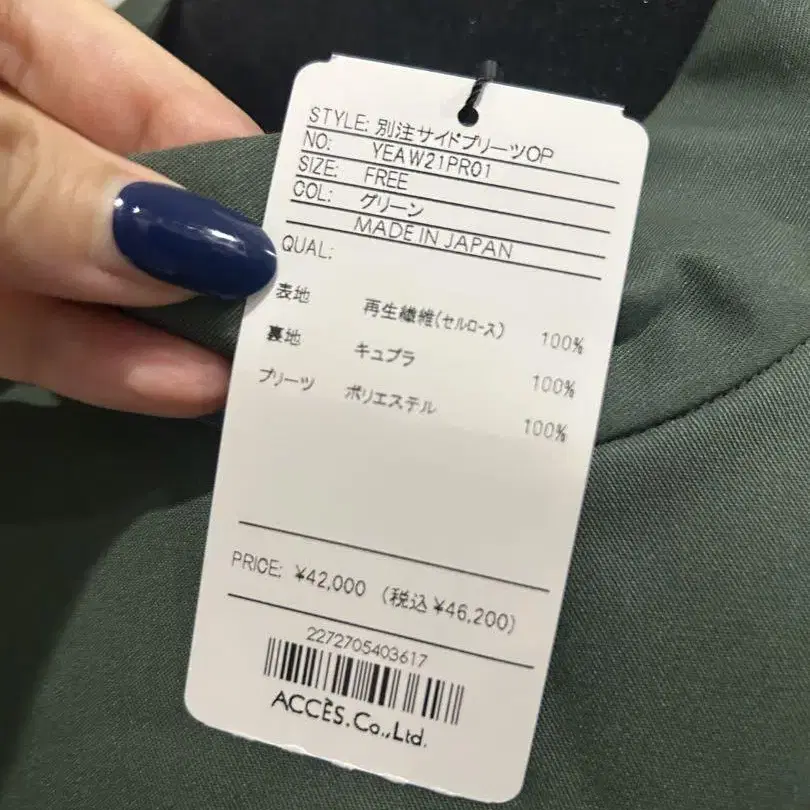 STYLE: 別注サイドプリーツOP
NO: YEAW21PR01
SIZE: FREE
COL: グリーン
MADE IN JAPAN
QUAL:
表地 再生繊維(セルロース) 100%
裏地 キュプラ 100%
プリーツ ポリエステル 100%
PRICE: ¥42,000 (税込¥46,200)
2272705403617
ACCÈS.Co.,Ltd.